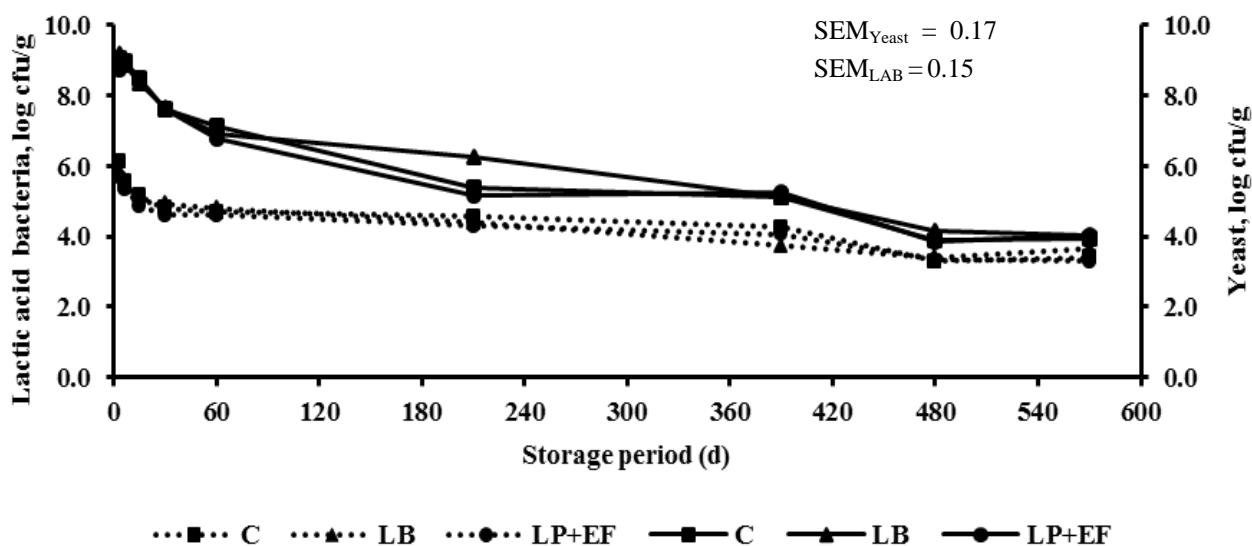 10.0
8.0
6.0
4.0
2.0
0.0
Lactic acid bacteria, log cfu/g
SEMYeast = 0.17
SEMLAB = 0.15
10.0
8.0
6.0
4.0
2.0
0.0
Yeast, log cfu/g
0 60 120 180 240 300 360 420 480 540 600
Storage period (d)
C LB LP+EF C LB LP+EF